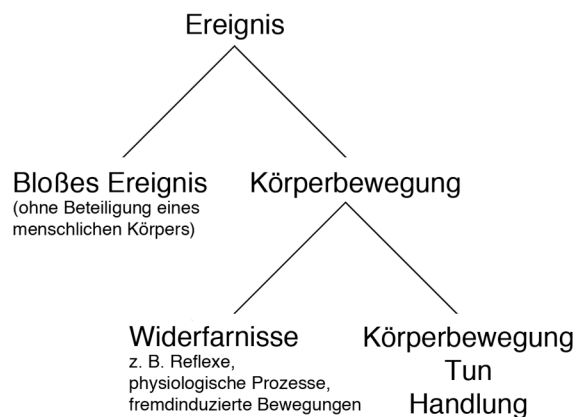 Ereignis
Bloßes Ereignis
(ohne Beteiligung eines
menschlichen Körpers)
Körperbewegung
Widerfarnisse
z. B. Reflexe,
physiologische Prozesse,
fremdinduzierte Bewegungen
Körperbewegung
Tun
Handlung